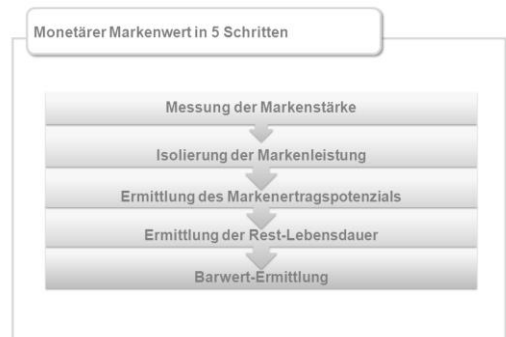 Monetärer Markenwert in 5 Schritten
Messung der Markenstärke
Isolierung der Markenleistung
Ermittlung des Markenertragspotenzials
Ermittlung der Rest-Lebensdauer
Barwert-Ermittlung